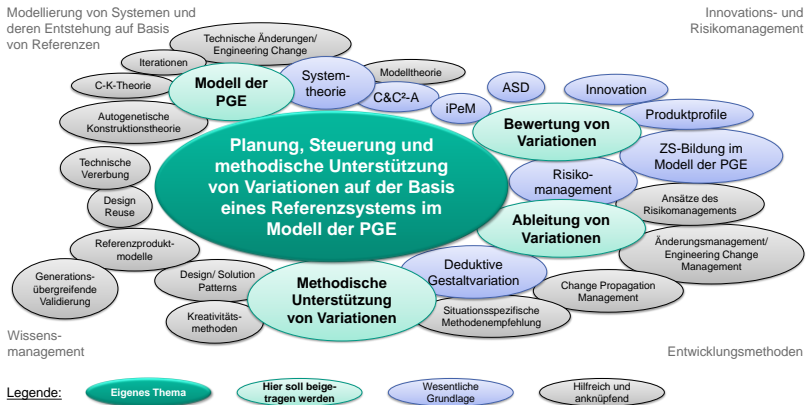 Modellierung von Systemen und
deren Entstehung auf Basis
von Referenzen
Innovations- und
Risikomanagement
Technische Änderungen/
Engineering Change
Iterationen
C-K-Theorie
Modell der
PGE
System-
theorie
Modelltheorie
C&C²-A
iPeM
ASD
Innovation
Produktprofile
Autogenetische
Konstruktionstheorie
Bewertung von
Variationen
ZS-Bildung im
Modell der PGE
Planung, Steuerung und
methodische Unterstützung
von Variationen auf der Basis
eines Referenzsystems im
Modell der PGE
Technische
Vererbung
Risiko-
management
Design
Reuse
Ansätze des
Risikomanagements
Ableitung von
Variationen
Referenzprodukt-
modelle
Änderungsmanagement/
Engineering Change
Management
Generations-
übergreifende
Validierung
Design/ Solution
Patterns
Methodische
Unterstützung
von Variationen
Deduktive
Gestaltvariation
Change Propagation
Management
Kreativitäts-
methoden
Situationsspezifische
Methodenempfehlung
Wissens-
management
Entwicklungsmethoden
Legende:
Eigenes Thema
Hier soll beige-
tragen werden
Wesentliche
Grundlage
Hilfreich und
anknüpfend